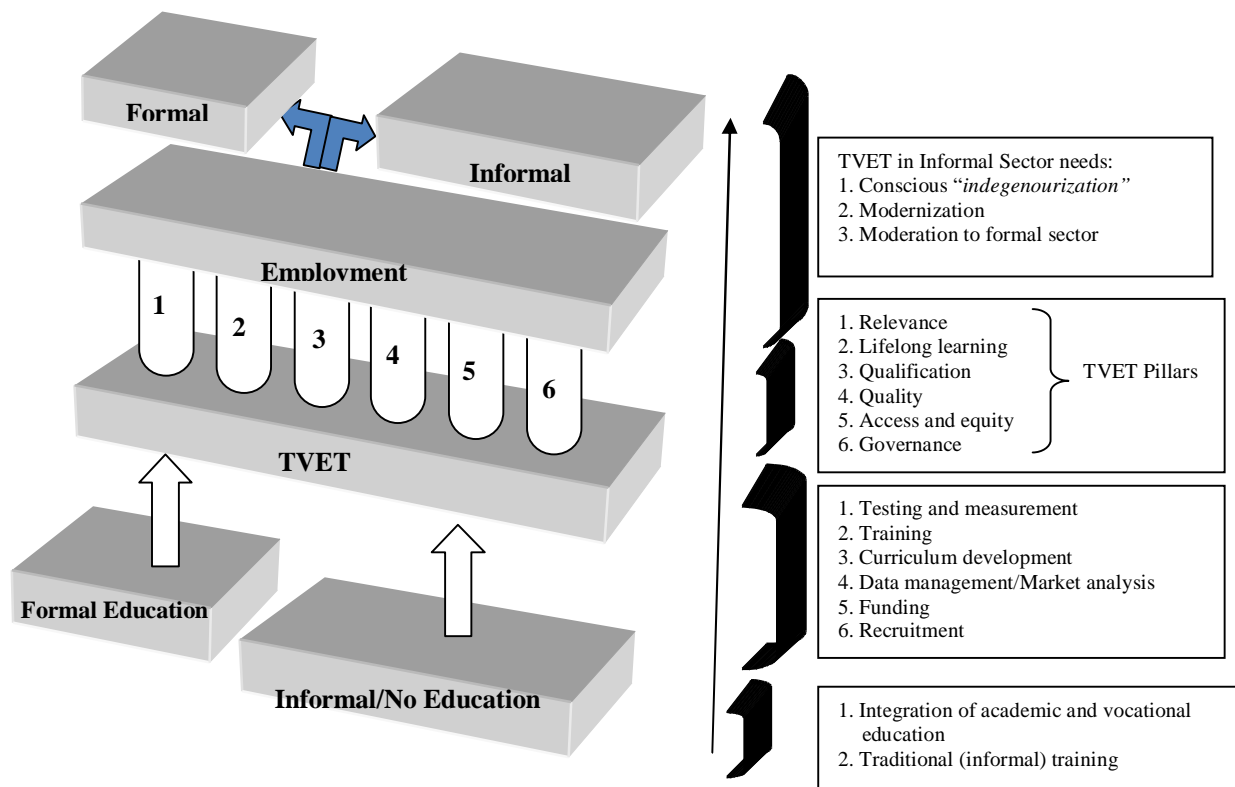 Formal
Informal
Employment
1
2
3
4
5
6
TVET
Formal Education
Informal/No Education
TVET in Informal Sector needs:
1. Conscious “indegenourization”
2. Modernization
3. Moderation to formal sector
1. Relevance
2. Lifelong learning
3. Qualification
4. Quality
5. Access and equity
6. Governance
TVET Pillars
1. Testing and measurement
2. Training
3. Curriculum development
4. Data management/Market analysis
5. Funding
6. Recruitment
1. Integration of academic and vocational
education
2. Traditional (informal) training